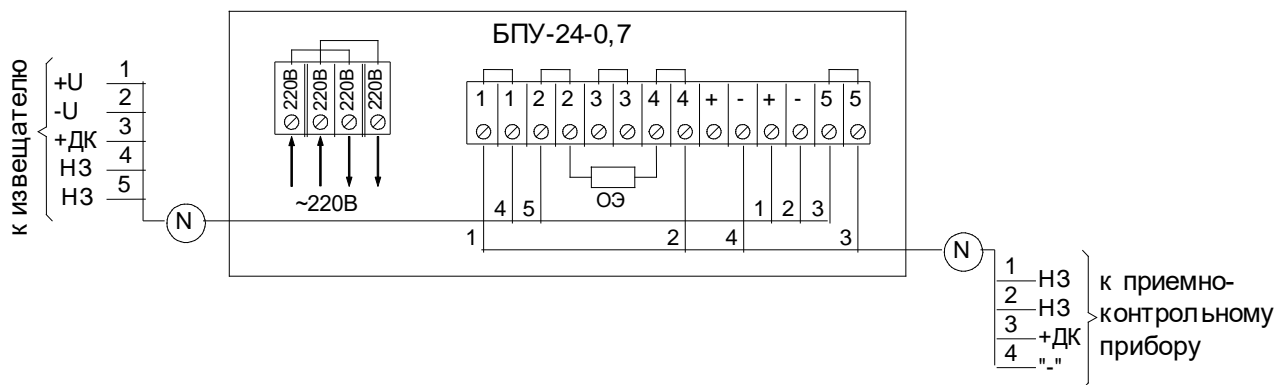 БПУ-24-0,7
к извещателю
+U 1
-U 2
+ДК 3
НЗ 4
НЗ 5
220В 220В 220В 220В
~220В
1 1 2 2 3 3 4 4 + - + - 5 5
ОЭ
N
4 5 1 2 3
1 2 4 3
N
1 НЗ
2 НЗ
3 +ДК
4 "-"
к приемно-
контрольному
прибору